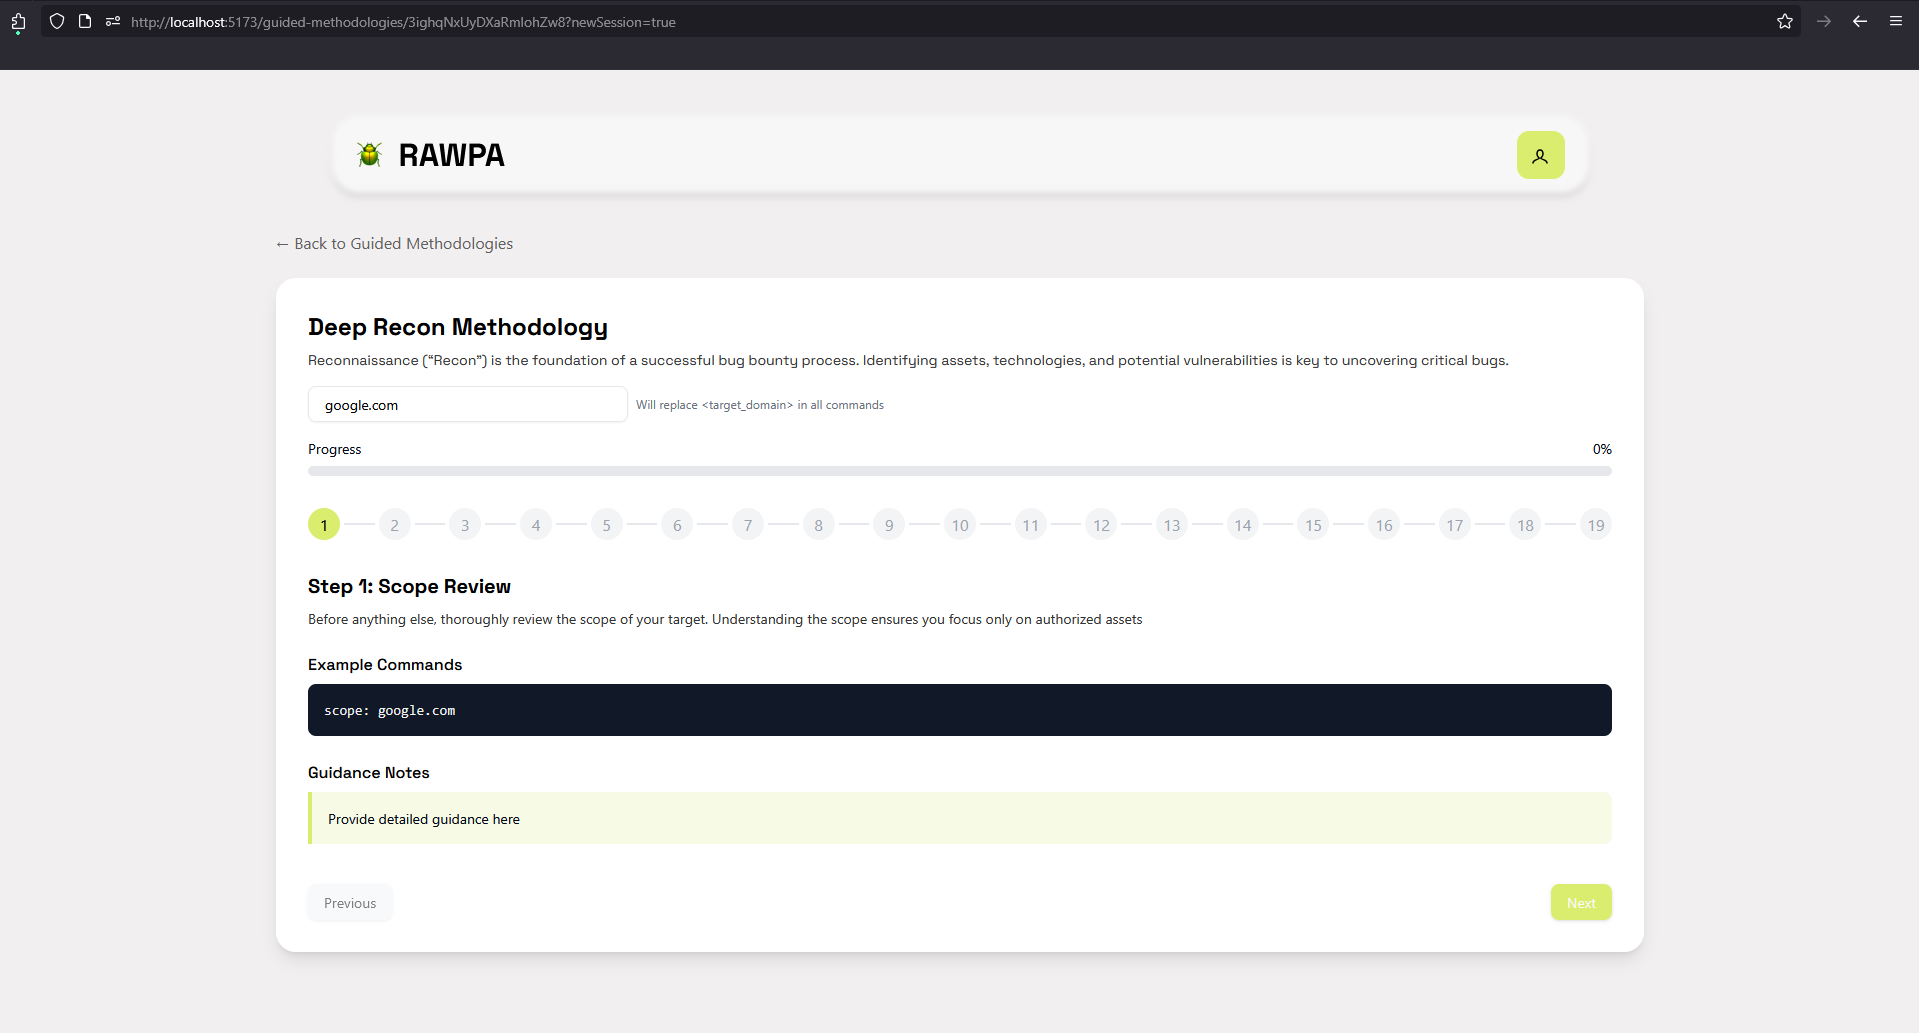 http://localhost:5173/guided-methodologies/3ighqNxUyDXaRmlohZw8?newSession=true
RAWPA
← Back to Guided Methodologies
Deep Recon Methodology
Reconnaissance (“Recon”) is the foundation of a successful bug bounty process. Identifying assets, technologies, and potential vulnerabilities is key to uncovering critical bugs.
google.com Will replace <target_domain> in all commands
Progress 0%
1 2 3 4 5 6 7 8 9 10 11 12 13 14 15 16 17 18 19
Step 1: Scope Review
Before anything else, thoroughly review the scope of your target. Understanding the scope ensures you focus only on authorized assets
Example Commands
scope: google.com
Guidance Notes
Provide detailed guidance here
Previous Next